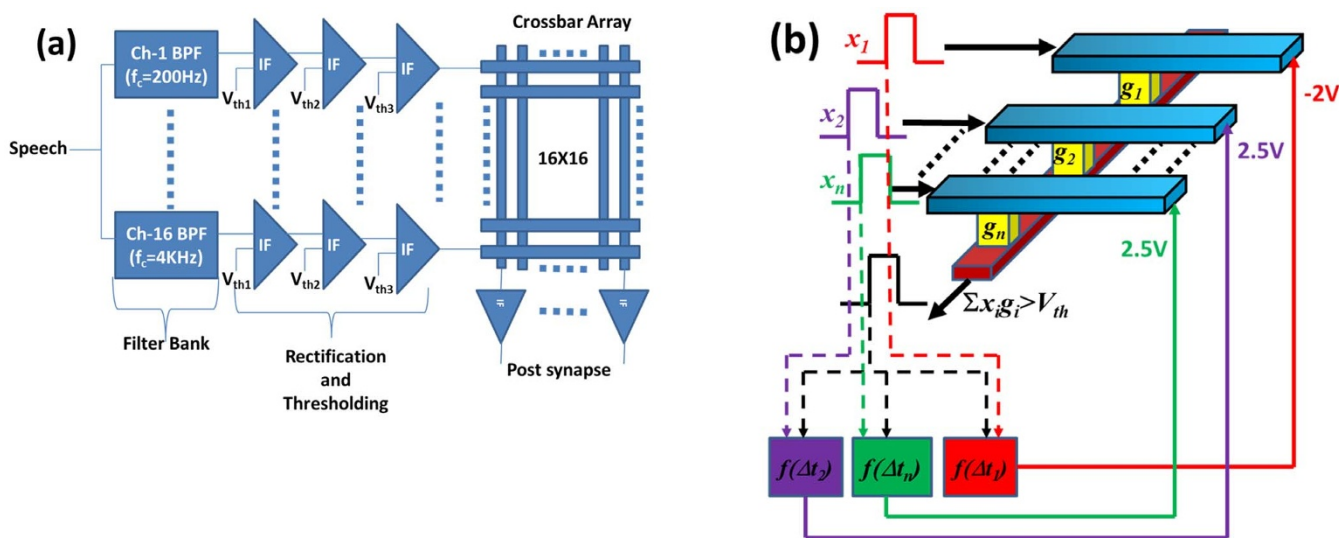 (a)
Crossbar Array
Ch-1 BPF
(fc=200Hz)
IF
IF
IF
Vth1
Vth2
Vth3
Speech
16X16
Ch-16 BPF
(fc=4KHz)
IF
IF
IF
Vth1
Vth2
Vth3
IF
IF
Filter Bank
Rectification
and
Thresholding
Post synapse
(b)
x1
g1
-2V
x2
g2
2.5V
xn
gn
2.5V
Σxigi>Vth
f(Δt2)
f(Δtn)
f(Δt1)